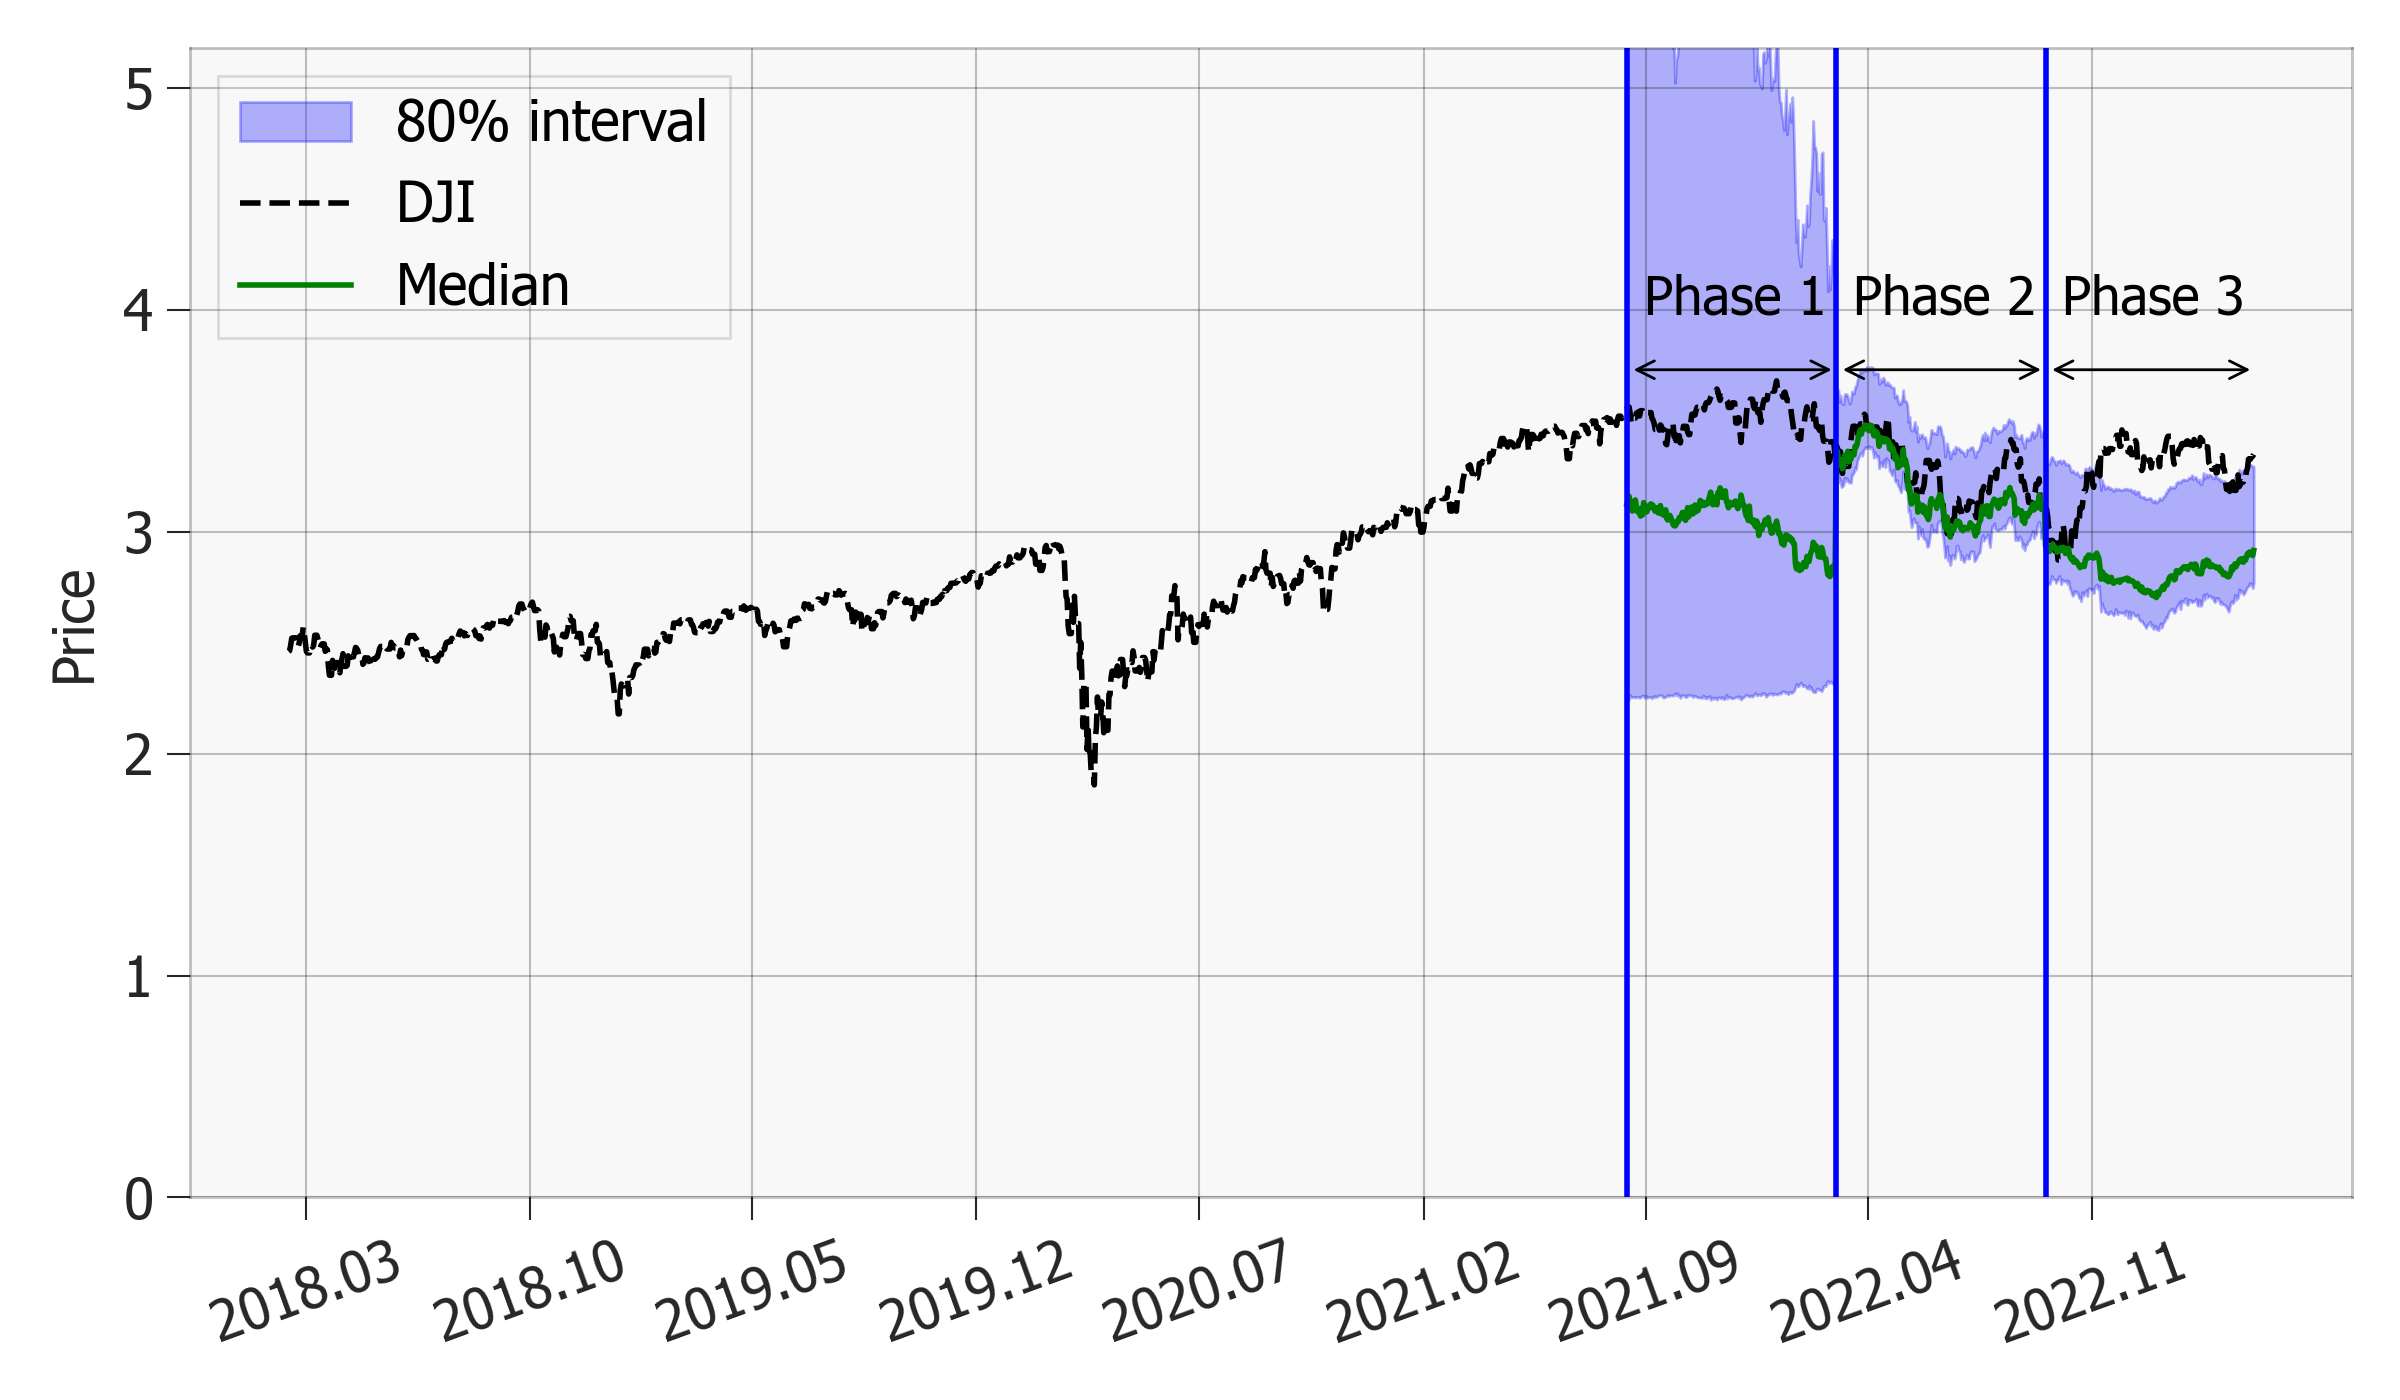 5
4
3
2
1
0
Price
80% interval
DJI
Median
Phase 1
Phase 2
Phase 3
2018.03
2018.10
2019.05
2019.12
2020.07
2021.02
2021.09
2022.04
2022.11